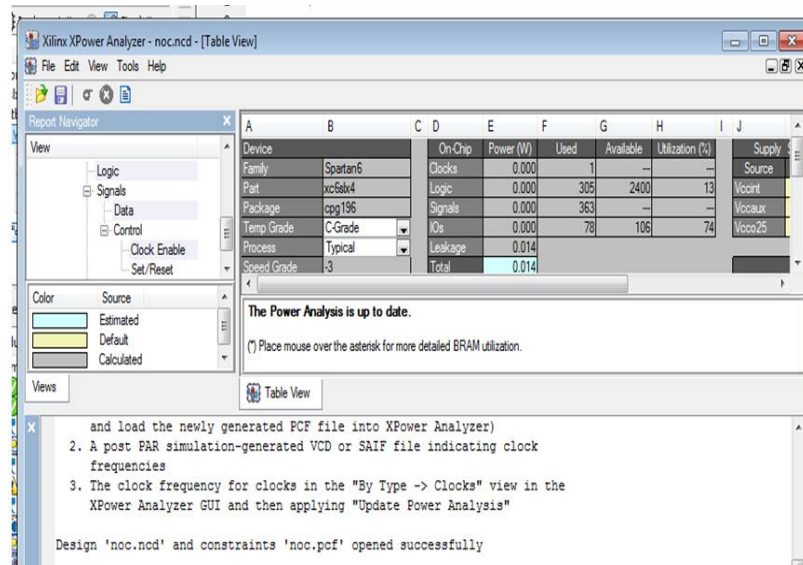 Xilinx XPower Analyzer - noc.ncd - [Table View]
File Edit View Tools Help
Report Navigator
View
Logic
Signals
Data
Control
Clock Enable
Set/Reset
Color Source
Estimated
Default
Calculated
Views
A B C D E F G H I J
Device On-Chip Power (W) Used Available Utilization (%) Supply
Family Spartan6 Clocks 0.000 1 --- --- Source
Part xc6slx4 Logic 0.000 305 2400 13 Vccint
Package cpg196 Signals 0.000 363 --- --- Vccaux
Temp Grade C-Grade IOs 0.000 78 106 74 Vcco25
Process Typical Leakage 0.014
Speed Grade -3 Total 0.014
The Power Analysis is up to date.
(*) Place mouse over the asterisk for more detailed BRAM utilization.
Table View
and load the newly generated PCF file into XPower Analyzer)
2. A post PAR simulation-generated VCD or SAIF file indicating clock
frequencies
3. The clock frequency for clocks in the "By Type -> Clocks" view in the
XPower Analyzer GUI and then applying "Update Power Analysis"
Design 'noc.ncd' and constraints 'noc.pcf' opened successfully